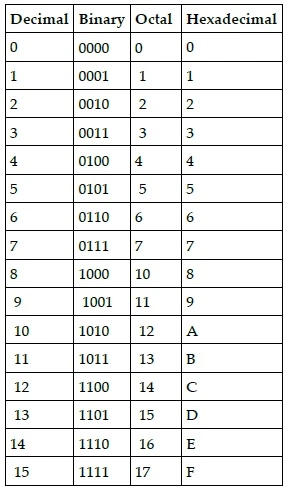 Decimal Binary Octal Hexadecimal
0 0000 0 0
1 0001 1 1
2 0010 2 2
3 0011 3 3
4 0100 4 4
5 0101 5 5
6 0110 6 6
7 0111 7 7
8 1000 10 8
9 1001 11 9
10 1010 12 A
11 1011 13 B
12 1100 14 C
13 1101 15 D
14 1110 16 E
15 1111 17 F